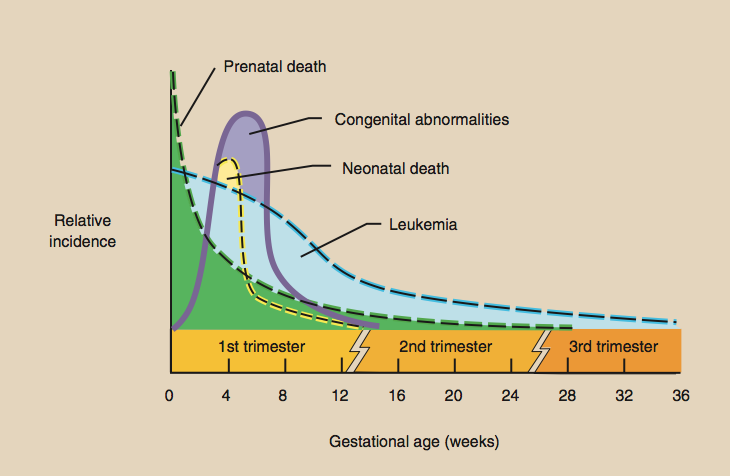 Prenatal death
Congenital abnormalities
Neonatal death
Leukemia
Relative
incidence
1st trimester 2nd trimester 3rd trimester
0 4 8 12 16 20 24 28 32 36
Gestational age (weeks)